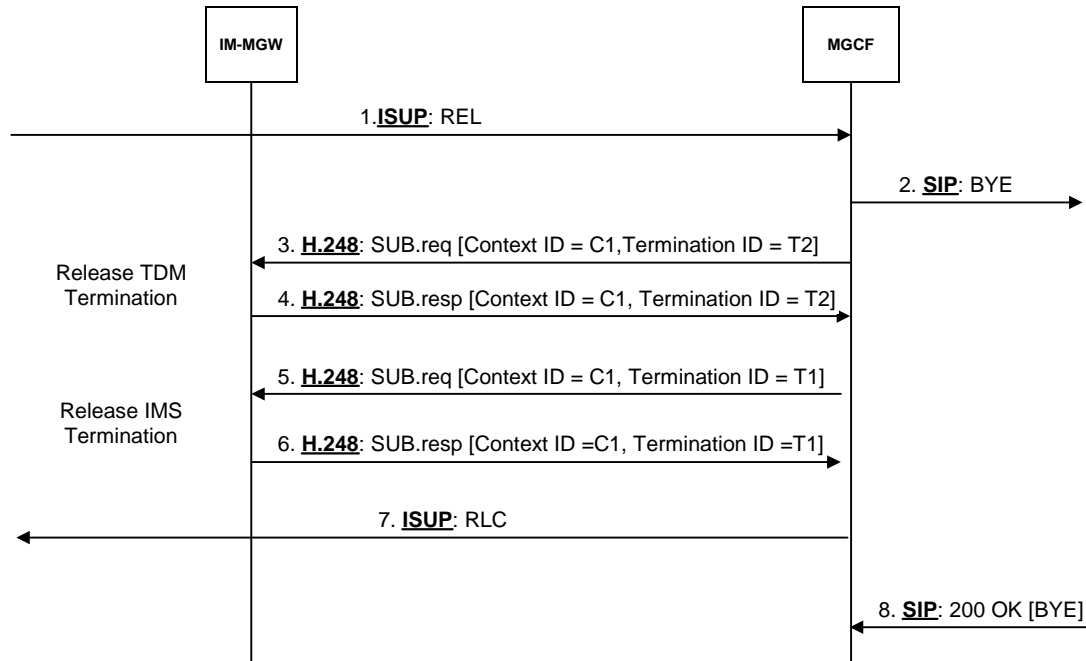 IM-MGW
MGCF
1.ISUP: REL
2. SIP: BYE
3. H.248: SUB.req [Context ID = C1,Termination ID = T2]
Release TDM
Termination
4. H.248: SUB.resp [Context ID = C1, Termination ID = T2]
5. H.248: SUB.req [Context ID = C1, Termination ID = T1]
Release IMS
Termination
6. H.248: SUB.resp [Context ID =C1, Termination ID =T1]
7. ISUP: RLC
8. SIP: 200 OK [BYE]